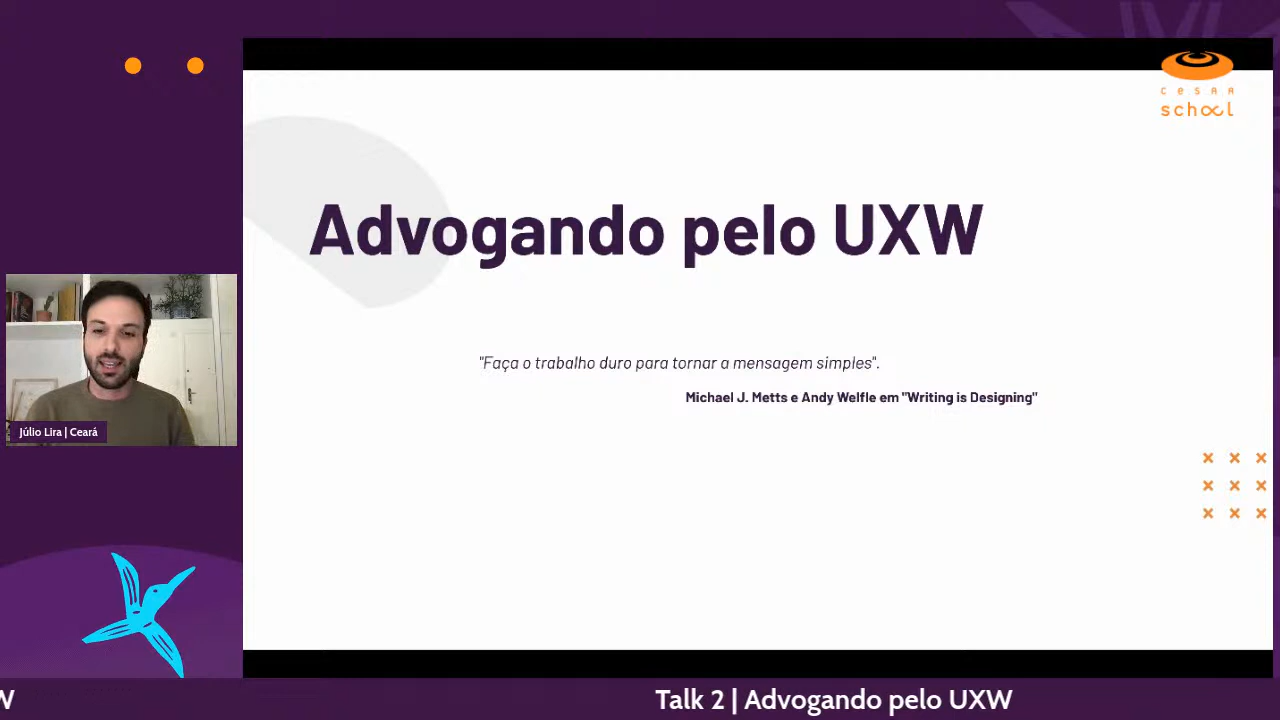 CESAR
school
Advogando pelo UXW
"Faça o trabalho duro para tornar a mensagem simples".
Michael J. Metts e Andy Welfle em "Writing is Designing"
Júlio Lira | Ceará
W
Talk 2 | Advogando pelo UXW